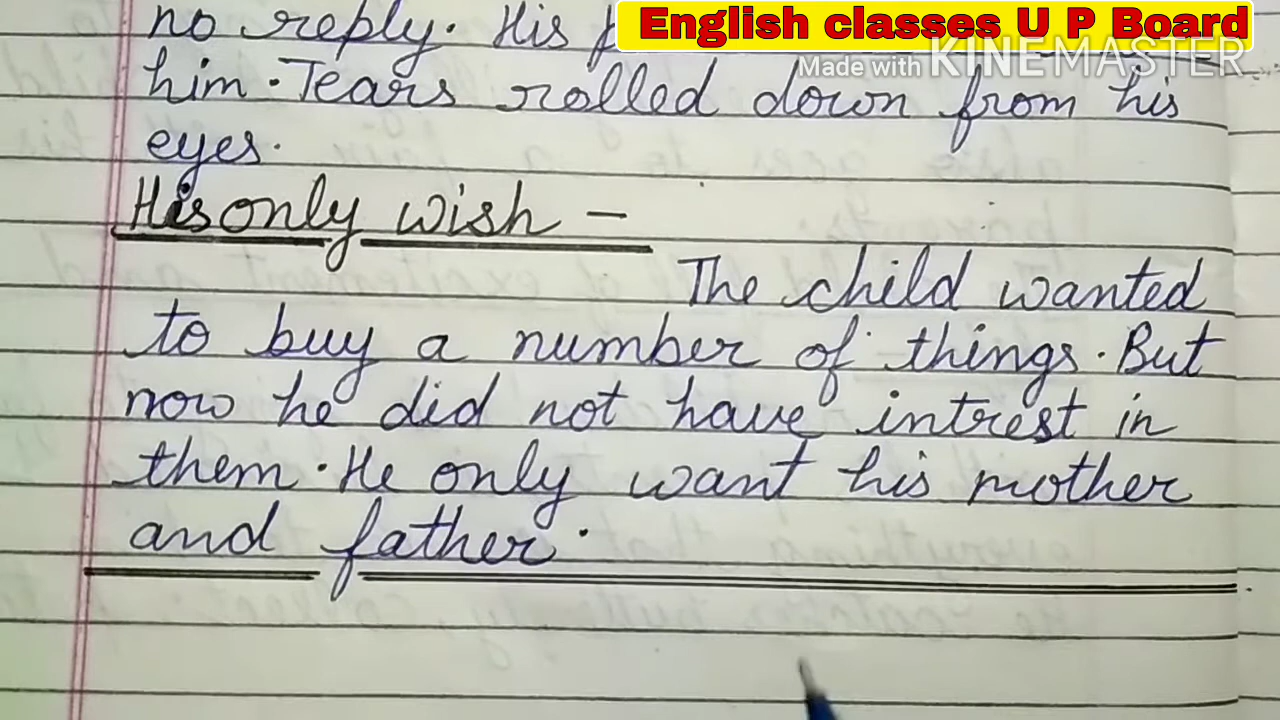 English classes U P Board
Made with KINEMASTER
no reply. His
him. Tears rolled down from his
eyes.
His only wish -
The child wanted
to buy a number of things. But
now he did not have intrest in
them. He only want his mother
and father.